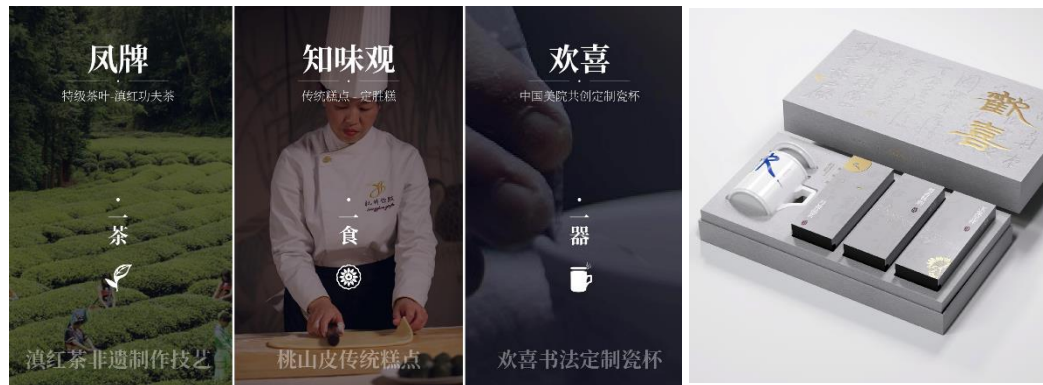 凤牌
特级茶叶-滇红功夫茶
·一茶
滇红茶非遗制作技艺
知味观
传统糕点 - 定胜糕
·一食
桃山皮传统糕点
欢喜
中国美院共创定制瓷杯
·一器
欢喜书法定制瓷杯
歡喜